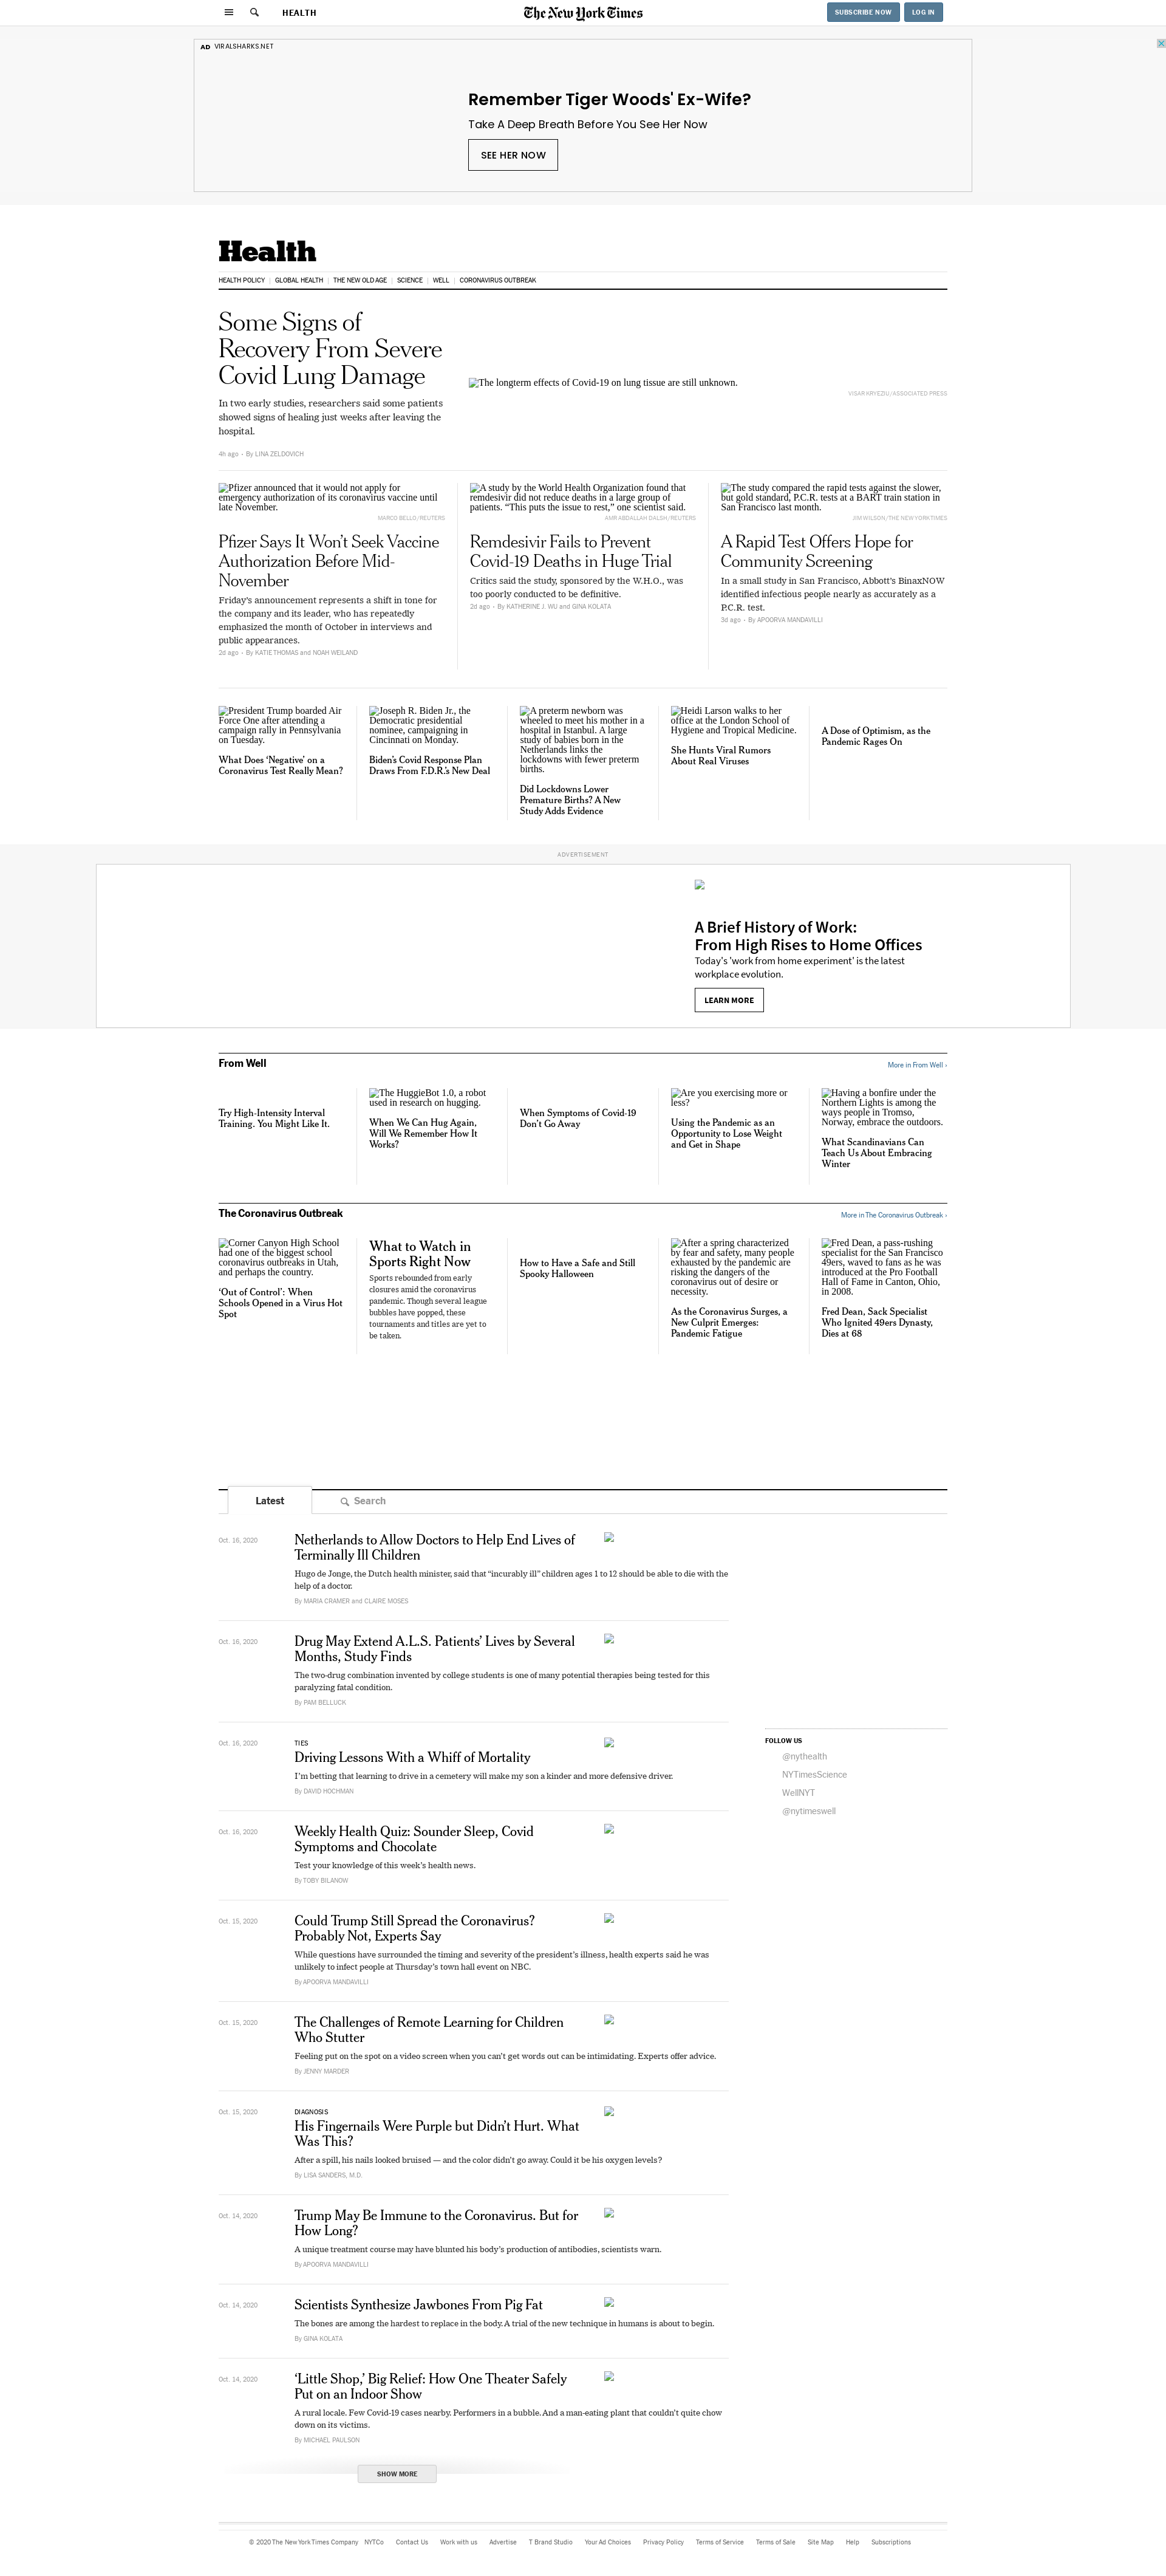 HEALTH
The New York Times
SUBSCRIBE NOW
LOG IN
AD VIRALSHARKS.NET
Remember Tiger Woods' Ex-Wife?
Take A Deep Breath Before You See Her Now
SEE HER NOW
Health
HEALTH POLICY | GLOBAL HEALTH | THE NEW OLD AGE | SCIENCE | WELL | CORONAVIRUS OUTBREAK
Some Signs of
Recovery From Severe
Covid Lung Damage
In two early studies, researchers said some patients
showed signs of healing just weeks after leaving the
hospital.
4h ago • By LINA ZELDOVICH
The longterm effects of Covid-19 on lung tissue are still unknown.
VISAR KRYEZIU/ASSOCIATED PRESS
Pfizer announced that it would not apply for
emergency authorization of its coronavirus vaccine until
late November.
MARCO BELLO/REUTERS
Pfizer Says It Won’t Seek Vaccine
Authorization Before Mid-
November
Friday’s announcement represents a shift in tone for
the company and its leader, who has repeatedly
emphasized the month of October in interviews and
public appearances.
2d ago • By KATIE THOMAS and NOAH WEILAND
A study by the World Health Organization found that
remdesivir did not reduce deaths in a large group of
patients. “This puts the issue to rest,” one scientist said.
AMR ABDALLAH DALSH/REUTERS
Remdesivir Fails to Prevent
Covid-19 Deaths in Huge Trial
Critics said the study, sponsored by the W.H.O., was
too poorly conducted to be definitive.
2d ago • By KATHERINE J. WU and GINA KOLATA
The study compared the rapid tests against the slower,
but gold standard, P.C.R. tests at a BART train station in
San Francisco last month.
JIM WILSON/THE NEW YORK TIMES
A Rapid Test Offers Hope for
Community Screening
In a small study in San Francisco, Abbott’s BinaxNOW
identified infectious people nearly as accurately as a
P.C.R. test.
3d ago • By APOORVA MANDAVILLI
President Trump boarded Air
Force One after attending a
campaign rally in Pennsylvania
on Tuesday.
What Does ‘Negative’ on a
Coronavirus Test Really Mean?
Joseph R. Biden Jr., the
Democratic presidential
nominee, campaigning in
Cincinnati on Monday.
Biden’s Covid Response Plan
Draws From F.D.R.’s New Deal
A preterm newborn was
wheeled to meet his mother in a
hospital in Istanbul. A large
study of babies born in the
Netherlands links the
lockdowns with fewer preterm
births.
Did Lockdowns Lower
Premature Births? A New
Study Adds Evidence
Heidi Larson walks to her
office at the London School of
Hygiene and Tropical Medicine.
She Hunts Viral Rumors
About Real Viruses
A Dose of Optimism, as the
Pandemic Rages On
ADVERTISEMENT
A Brief History of Work:
From High Rises to Home Offices
Today's 'work from home experiment' is the latest
workplace evolution.
LEARN MORE
From Well
More in From Well ›
Try High-Intensity Interval
Training. You Might Like It.
The HuggieBot 1.0, a robot
used in research on hugging.
When We Can Hug Again,
Will We Remember How It
Works?
When Symptoms of Covid-19
Don’t Go Away
Are you exercising more or
less?
Using the Pandemic as an
Opportunity to Lose Weight
and Get in Shape
Having a bonfire under the
Northern Lights is among the
ways people in Tromso,
Norway, embrace the outdoors.
What Scandinavians Can
Teach Us About Embracing
Winter
The Coronavirus Outbreak
More in The Coronavirus Outbreak ›
Corner Canyon High School
had one of the biggest school
coronavirus outbreaks in Utah,
and perhaps the country.
‘Out of Control’: When
Schools Opened in a Virus Hot
Spot
What to Watch in
Sports Right Now
Sports rebounded from early
closures amid the coronavirus
pandemic. Though several league
bubbles have popped, these
tournaments and titles are yet to
be taken.
How to Have a Safe and Still
Spooky Halloween
After a spring characterized
by fear and safety, many people
exhausted by the pandemic are
risking the dangers of the
coronavirus out of desire or
necessity.
As the Coronavirus Surges, a
New Culprit Emerges:
Pandemic Fatigue
Fred Dean, a pass-rushing
specialist for the San Francisco
49ers, waved to fans as he was
introduced at the Pro Football
Hall of Fame in Canton, Ohio,
in 2008.
Fred Dean, Sack Specialist
Who Ignited 49ers Dynasty,
Dies at 68
Latest
Search
Oct. 16, 2020
Netherlands to Allow Doctors to Help End Lives of
Terminally Ill Children
Hugo de Jonge, the Dutch health minister, said that “incurably ill” children ages 1 to 12 should be able to die with the
help of a doctor.
By MARIA CRAMER and CLAIRE MOSES
Oct. 16, 2020
Drug May Extend A.L.S. Patients’ Lives by Several
Months, Study Finds
The two-drug combination invented by college students is one of many potential therapies being tested for this
paralyzing fatal condition.
By PAM BELLUCK
Oct. 16, 2020
TIES
Driving Lessons With a Whiff of Mortality
I’m betting that learning to drive in a cemetery will make my son a kinder and more defensive driver.
By DAVID HOCHMAN
FOLLOW US
@nythealth
NYTimesScience
WellNYT
@nytimeswell
Oct. 16, 2020
Weekly Health Quiz: Sounder Sleep, Covid
Symptoms and Chocolate
Test your knowledge of this week’s health news.
By TOBY BILANOW
Oct. 15, 2020
Could Trump Still Spread the Coronavirus?
Probably Not, Experts Say
While questions have surrounded the timing and severity of the president’s illness, health experts said he was
unlikely to infect people at Thursday’s town hall event on NBC.
By APOORVA MANDAVILLI
Oct. 15, 2020
The Challenges of Remote Learning for Children
Who Stutter
Feeling put on the spot on a video screen when you can’t get words out can be intimidating. Experts offer advice.
By JENNY MARDER
Oct. 15, 2020
DIAGNOSIS
His Fingernails Were Purple but Didn’t Hurt. What
Was This?
After a spill, his nails looked bruised — and the color didn’t go away. Could it be his oxygen levels?
By LISA SANDERS, M.D.
Oct. 14, 2020
Trump May Be Immune to the Coronavirus. But for
How Long?
A unique treatment course may have blunted his body’s production of antibodies, scientists warn.
By APOORVA MANDAVILLI
Oct. 14, 2020
Scientists Synthesize Jawbones From Pig Fat
The bones are among the hardest to replace in the body. A trial of the new technique in humans is about to begin.
By GINA KOLATA
Oct. 14, 2020
‘Little Shop,’ Big Relief: How One Theater Safely
Put on an Indoor Show
A rural locale. Few Covid-19 cases nearby. Performers in a bubble. And a man-eating plant that couldn’t quite chow
down on its victims.
By MICHAEL PAULSON
SHOW MORE
© 2020 The New York Times Company NYTCo Contact Us Work with us Advertise T Brand Studio Your Ad Choices Privacy Policy Terms of Service Terms of Sale Site Map Help Subscriptions